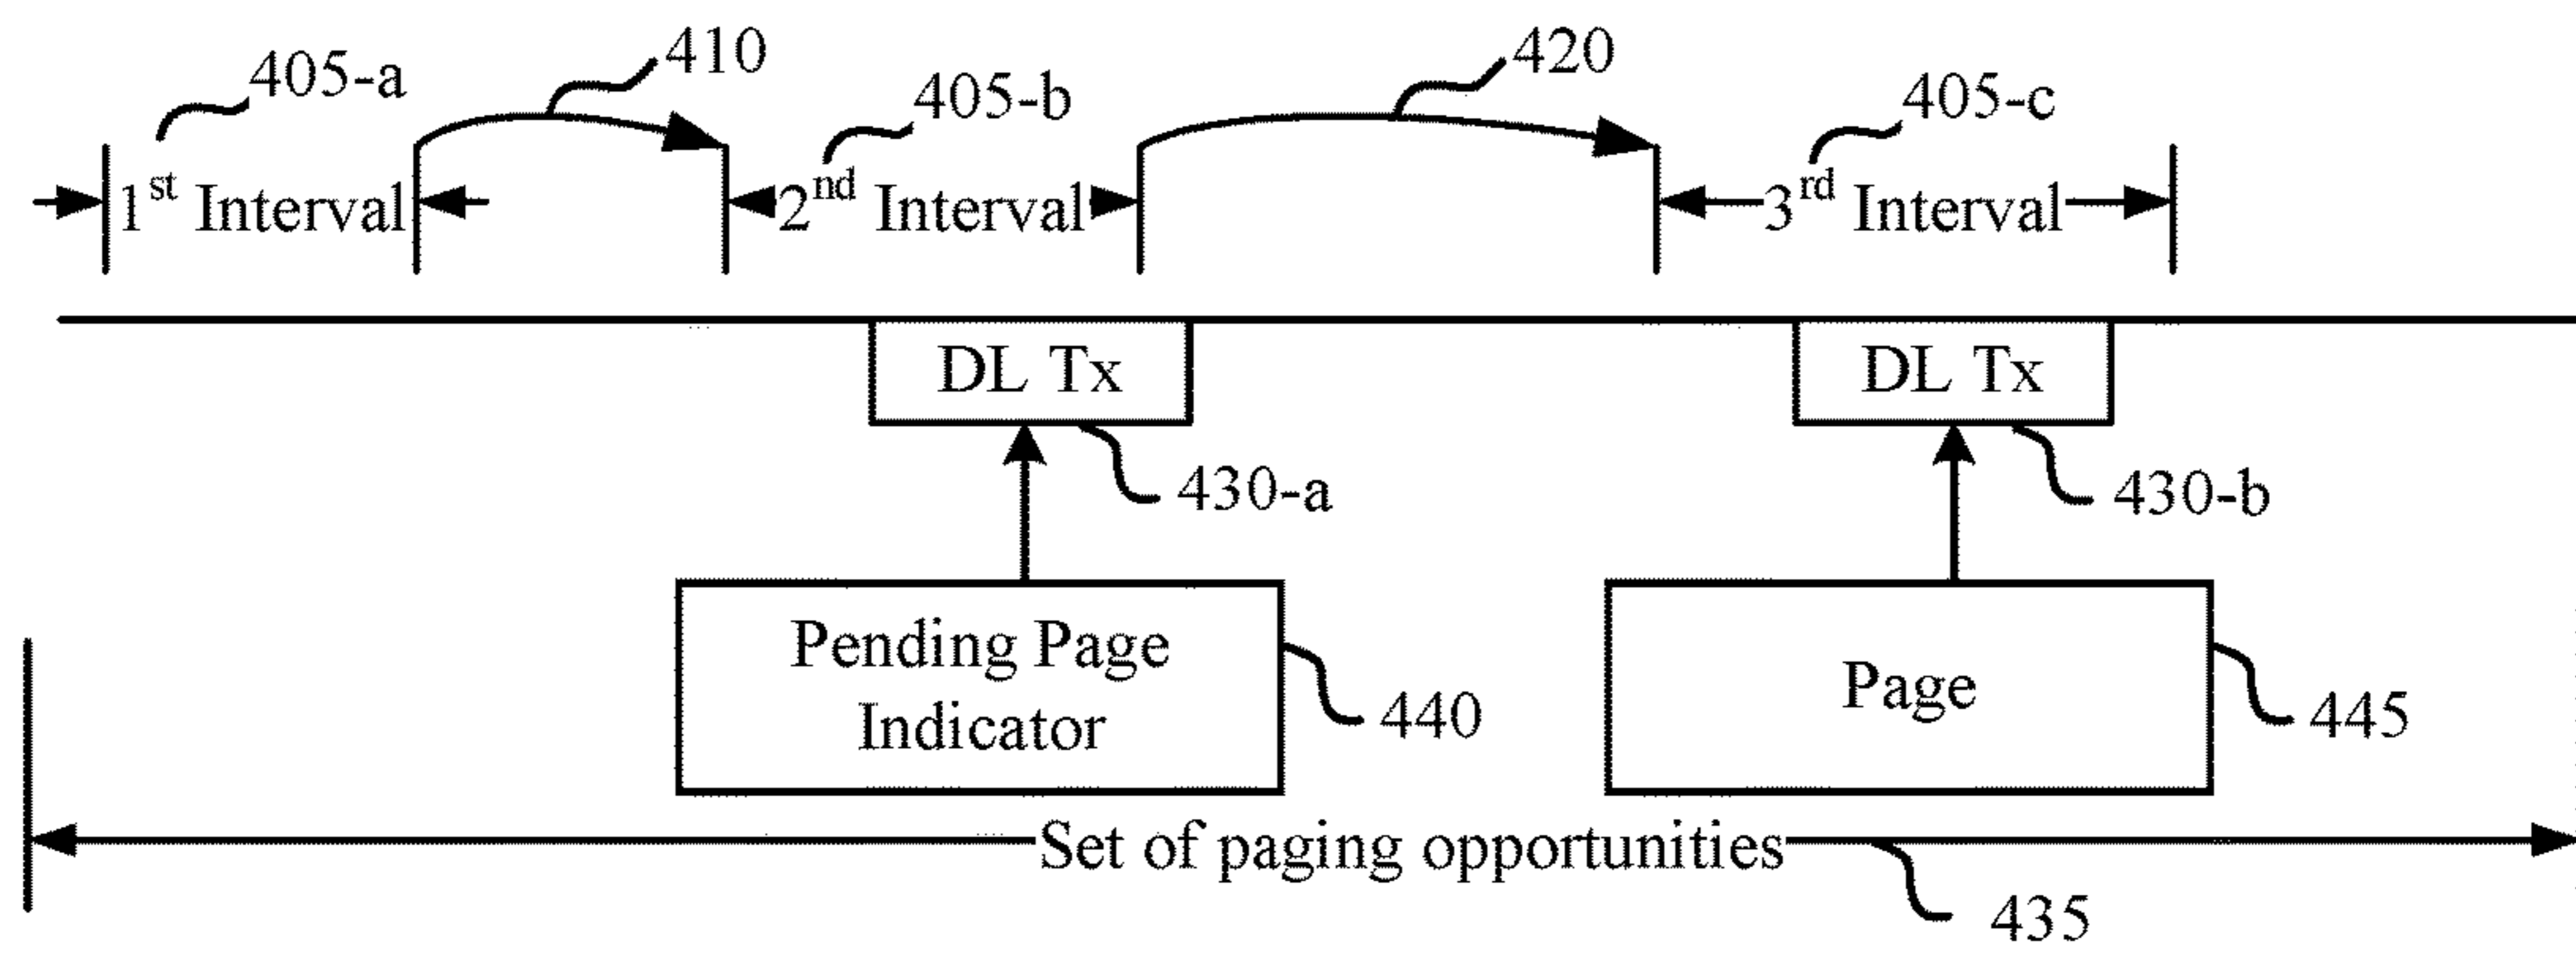 405-a
410
405-b
420
405-c
1st Interval
2nd Interval
3rd Interval
DL Tx
DL Tx
430-a
430-b
Pending Page
Indicator
440
Page
445
Set of paging opportunities
435